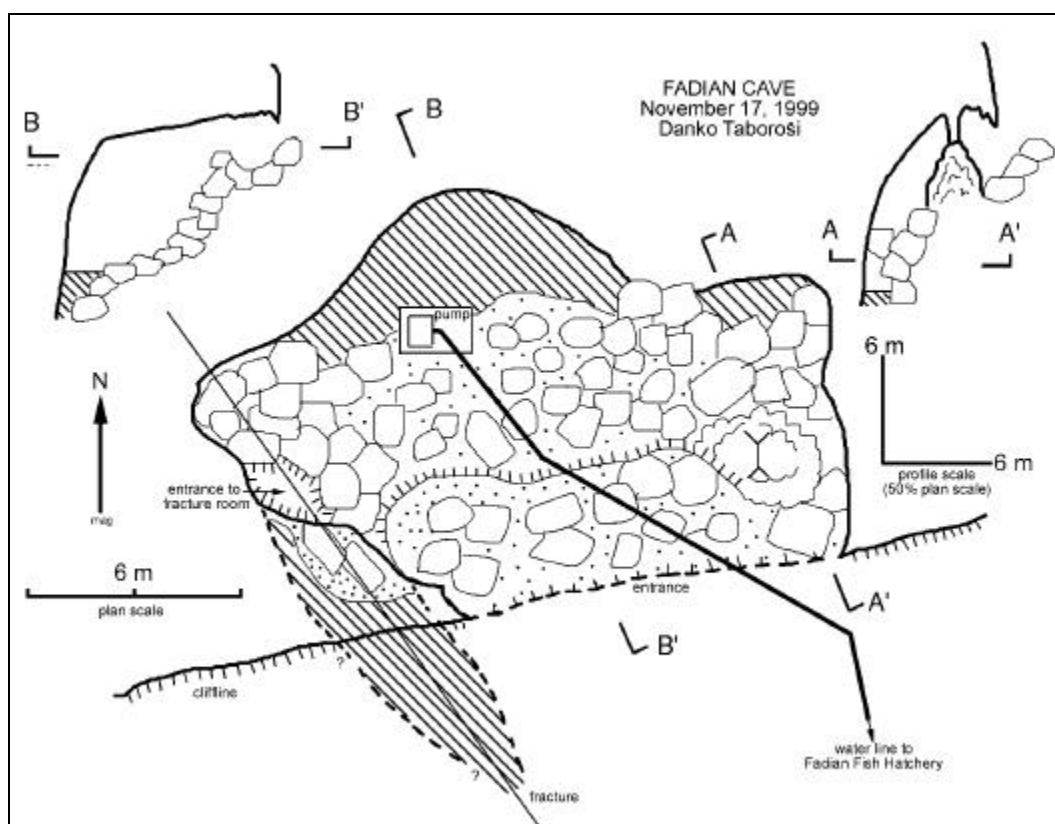 FADIAN CAVE
November 17, 1999
Danko Taboroši
B
B'
B
A
A
A'
pump
6 m
6 m
profile scale
(50% plan scale)
N
mag
entrance to
fracture room
6 m
plan scale
entrance
A'
B'
?
cliffline
?
fracture
water line to
Fadian Fish Hatchery